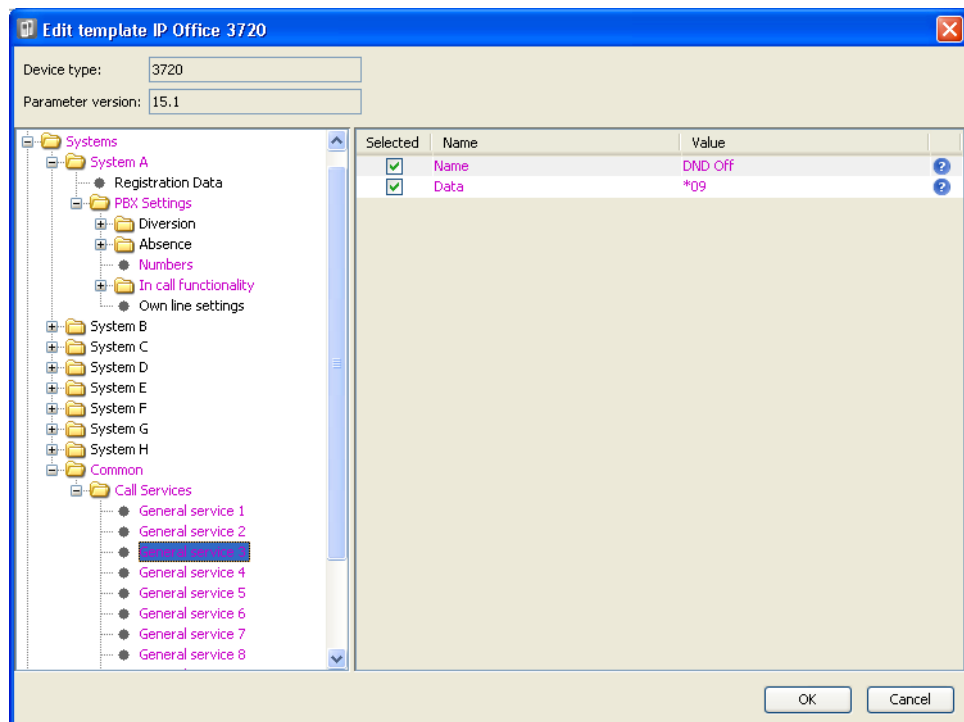 Edit template IP Office 3720
Device type: 3720
Parameter version: 15.1
Systems
System A
Registration Data
PBX Settings
Diversion
Absence
Numbers
In call functionality
Own line settings
System B
System C
System D
System E
System F
System G
System H
Common
Call Services
General service 1
General service 2
General service 3
General service 4
General service 5
General service 6
General service 7
General service 8
Selected Name Value
Name DND Off ?
Data *09 ?
OK Cancel